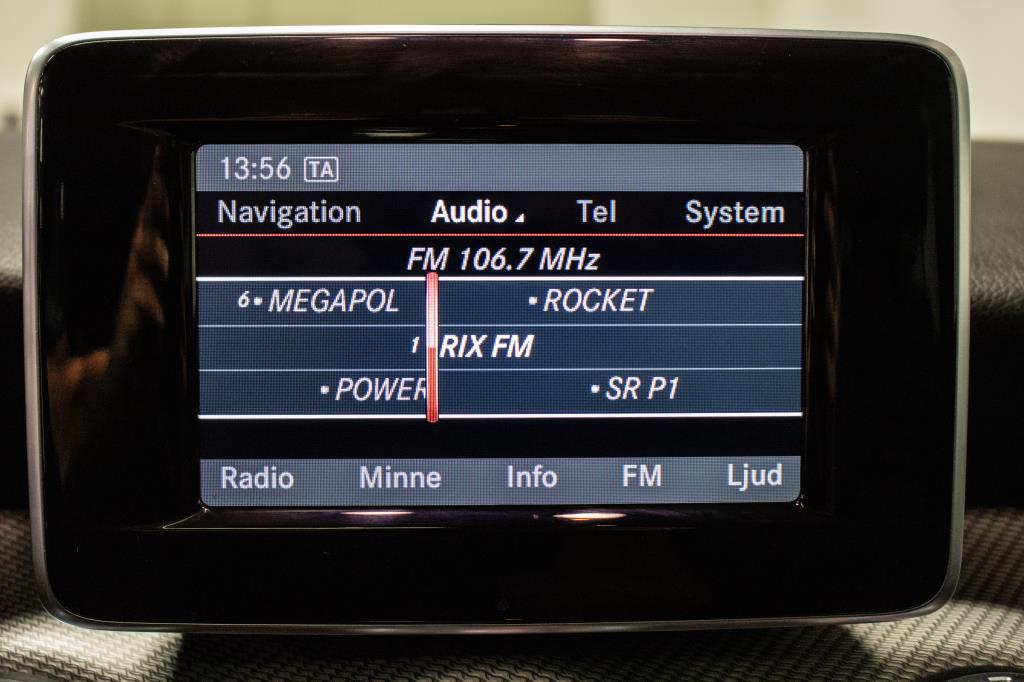 13:56 TA
Navigation Audio Tel System
FM 106.7 MHz
6 • MEGAPOL • ROCKET
1 RIX FM
• POWER • SR P1
Radio Minne Info FM Ljud